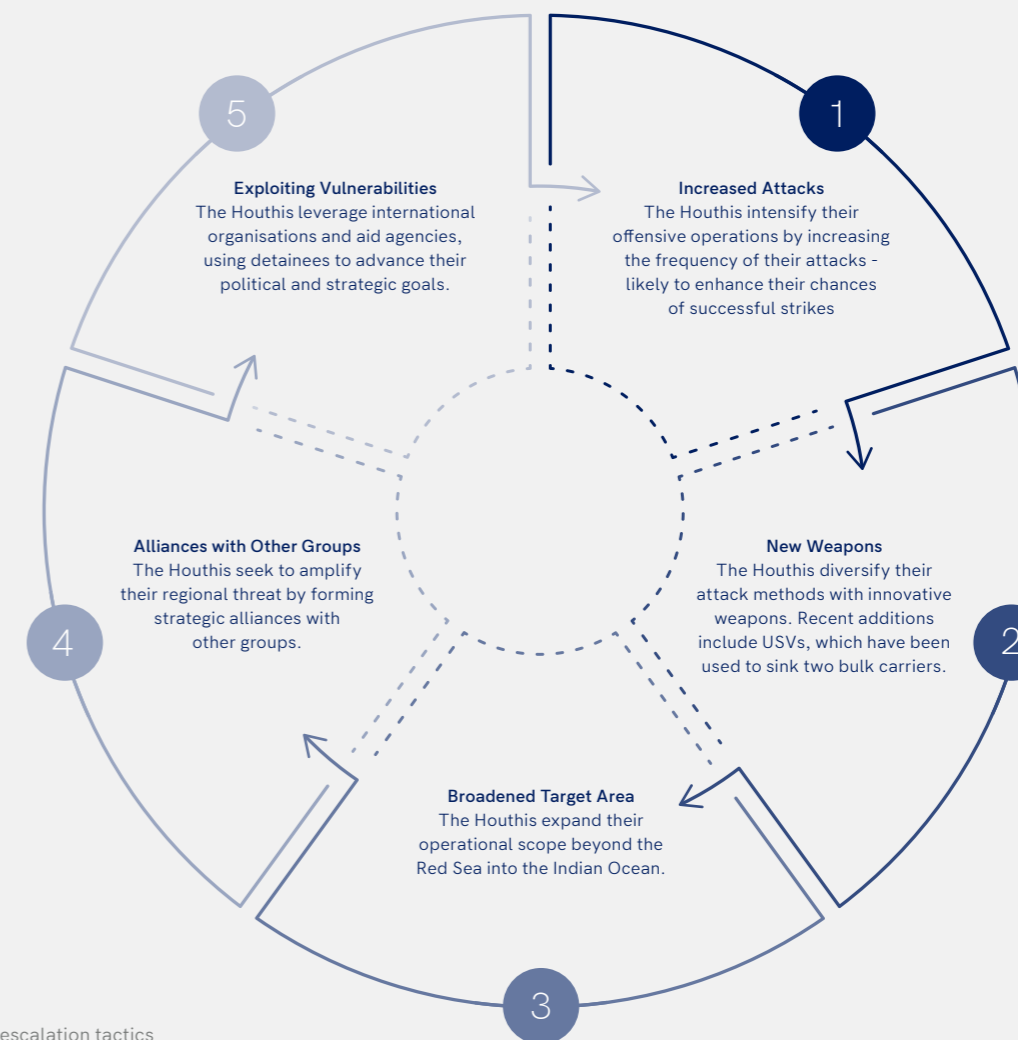 1
Increased Attacks
The Houthis intensify their
offensive operations by increasing
the frequency of their attacks -
likely to enhance their chances
of successful strikes
2
New Weapons
The Houthis diversify their
attack methods with innovative
weapons. Recent additions
include USVs, which have been
used to sink two bulk carriers.
3
Broadened Target Area
The Houthis expand their
operational scope beyond the
Red Sea into the Indian Ocean.
4
Alliances with Other Groups
The Houthis seek to amplify
their regional threat by forming
strategic alliances with
other groups.
5
Exploiting Vulnerabilities
The Houthis leverage international
organisations and aid agencies,
using detainees to advance their
political and strategic goals.
escalation tactics